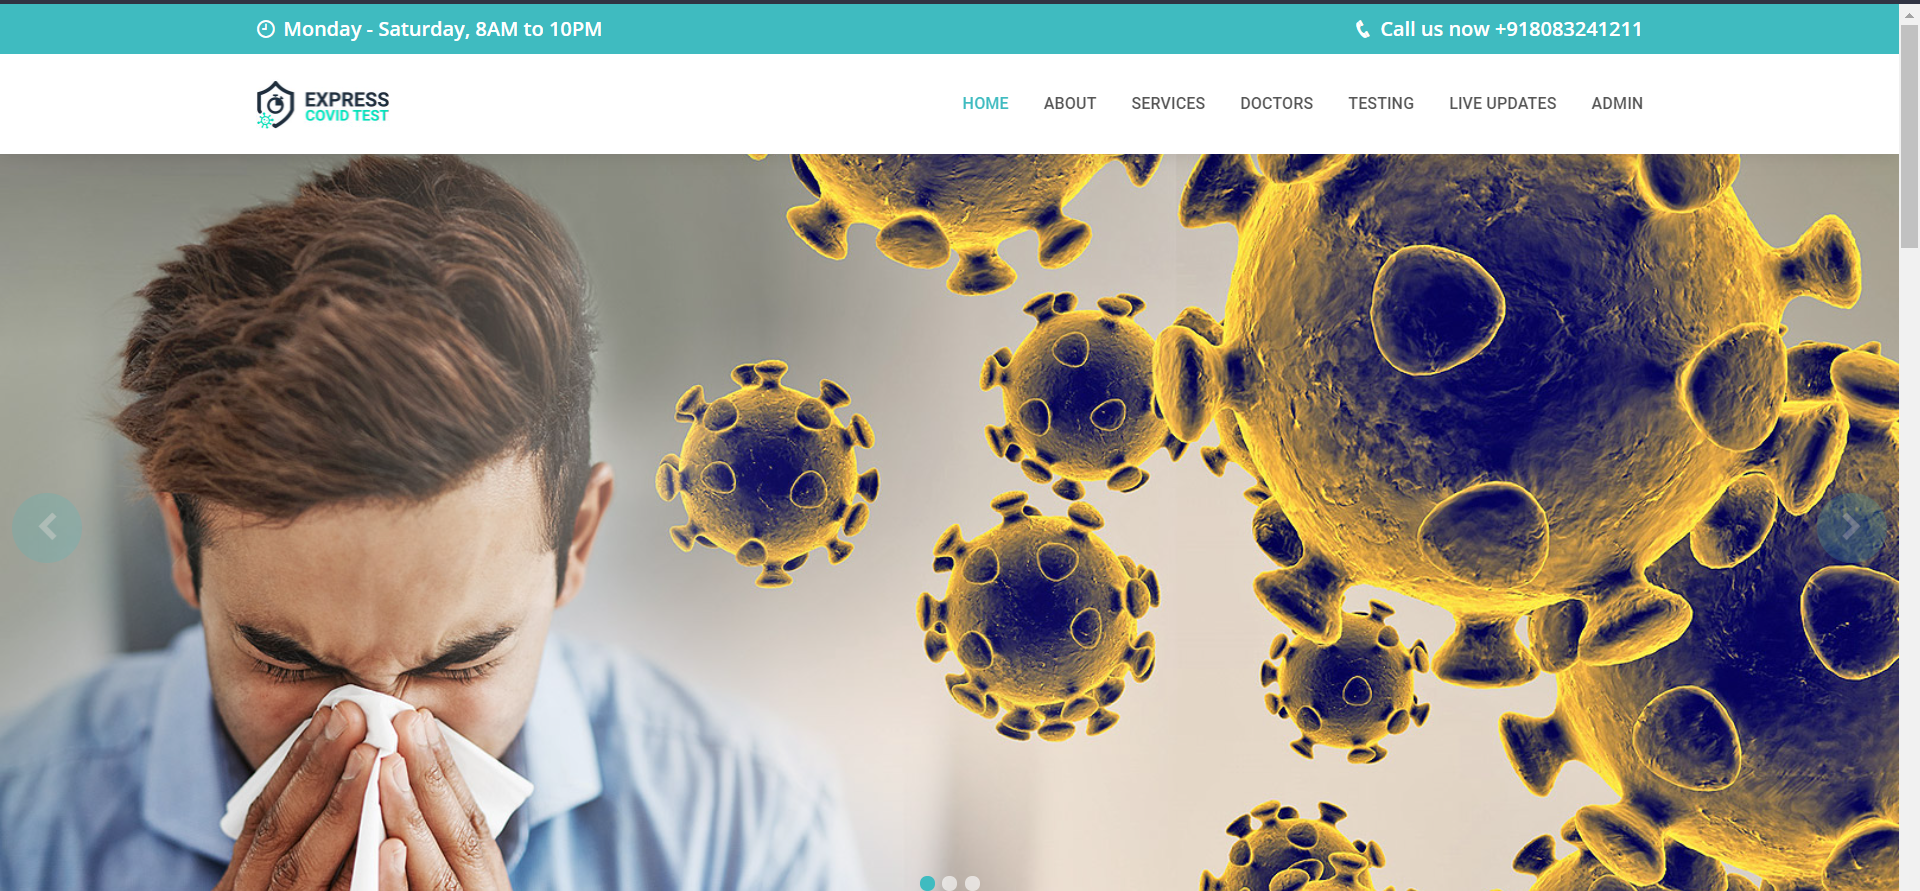 Monday - Saturday, 8AM to 10PM
Call us now +918083241211
EXPRESS
COVID TEST
HOME ABOUT SERVICES DOCTORS TESTING LIVE UPDATES ADMIN